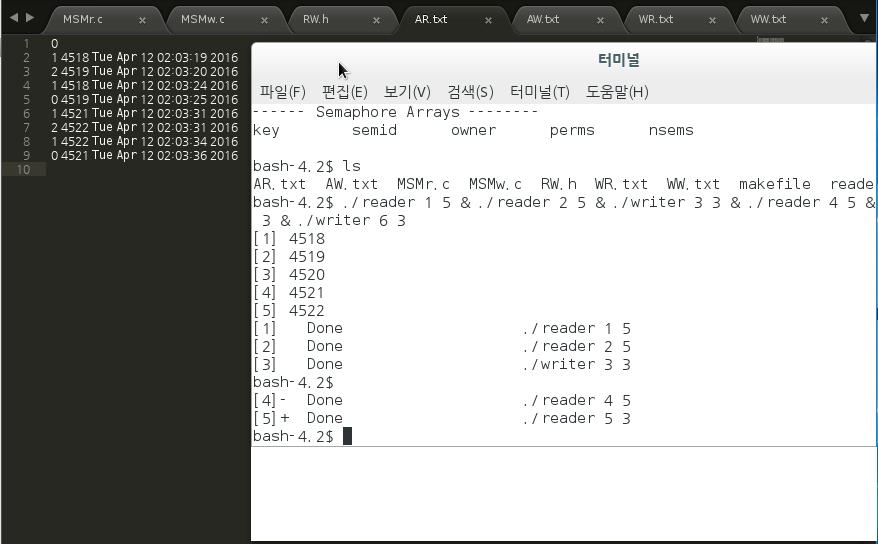 MSMr.c × MSMw.c × RW.h × AR.txt × AW.txt × WR.txt × WW.txt ×
1 0
2 1 4518 Tue Apr 12 02:03:19 2016
3 2 4519 Tue Apr 12 02:03:20 2016
4 1 4518 Tue Apr 12 02:03:24 2016
5 0 4519 Tue Apr 12 02:03:25 2016
6 1 4521 Tue Apr 12 02:03:31 2016
7 2 4522 Tue Apr 12 02:03:31 2016
8 1 4522 Tue Apr 12 02:03:34 2016
9 0 4521 Tue Apr 12 02:03:36 2016
10
터미널
파일(F) 편집(E) 보기(V) 검색(S) 터미널(T) 도움말(H)
------ Semaphore Arrays --------
key semid owner perms nsems
bash-4.2$ ls
AR.txt AW.txt MSMr.c MSMw.c RW.h WR.txt WW.txt makefile reade
bash-4.2$ ./reader 1 5 & ./reader 2 5 & ./writer 3 3 & ./reader 4 5 &
3 & ./writer 6 3
[1] 4518
[2] 4519
[3] 4520
[4] 4521
[5] 4522
[1] Done ./reader 1 5
[2] Done ./reader 2 5
[3] Done ./writer 3 3
bash-4.2$
[4]- Done ./reader 4 5
[5]+ Done ./reader 5 3
bash-4.2$